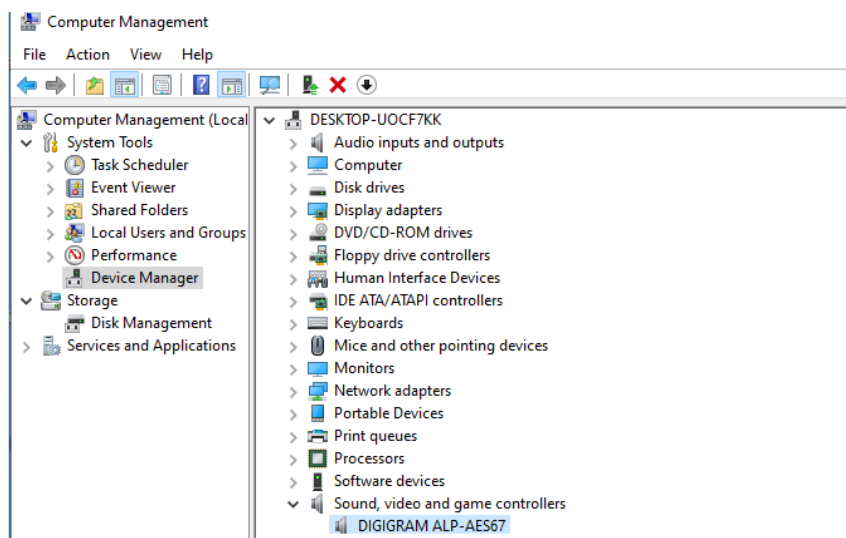 Computer Management
File Action View Help
Computer Management (Local
System Tools
Task Scheduler
Event Viewer
Shared Folders
Local Users and Groups
Performance
Device Manager
Storage
Disk Management
Services and Applications
DESKTOP-UOCF7KK
Audio inputs and outputs
Computer
Disk drives
Display adapters
DVD/CD-ROM drives
Floppy drive controllers
Human Interface Devices
IDE ATA/ATAPI controllers
Keyboards
Mice and other pointing devices
Monitors
Network adapters
Portable Devices
Print queues
Processors
Software devices
Sound, video and game controllers
DIGIGRAM ALP-AES67